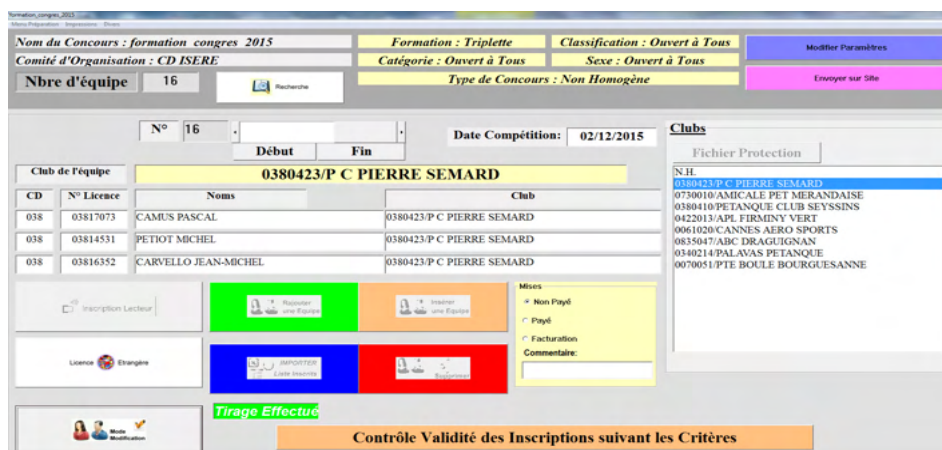 formation_congres_2015
Menu Préparation Impressions Divers
Nom du Concours : formation congres 2015
Formation : Triplette
Classification : Ouvert à Tous
Modifier Paramètres
Comité d'Organisation : CD ISERE
Catégorie : Ouvert à Tous
Sexe : Ouvert à Tous
Nbre d'équipe 16
Recherche
Type de Concours : Non Homogène
Envoyer sur Site
N° 16
Début Fin
Date Compétition: 02/12/2015
Clubs
Fichier Protection
Club de l'équipe
0380423/P C PIERRE SEMARD
N.H.
0380423/P C PIERRE SEMARD
0730010/AMICALE PET MERANDAISE
0380410/PETANQUE CLUB SEYSSINS
0422013/APL FIRMINY VERT
0061020/CANNES AERO SPORTS
0835047/ABC DRAGUIGNAN
0340214/PALAVAS PETANQUE
0070051/PTE BOULE BOURGUESANNE
CD N° Licence Noms Club
038 03817073 CAMUS PASCAL 0380423/P C PIERRE SEMARD
038 03814531 PETIOT MICHEL 0380423/P C PIERRE SEMARD
038 03816352 CARVELLO JEAN-MICHEL 0380423/P C PIERRE SEMARD
Inscription Lecteur
Rajouter
une Equipe
Insérer
une Equipe
Mises
Non Payé
Payé
Facturation
Commentaire:
Licence Etrangère
IMPORTER
Liste Inscrits
Supprimer
Mode
Modification
Tirage Effectué
Contrôle Validité des Inscriptions suivant les Critères